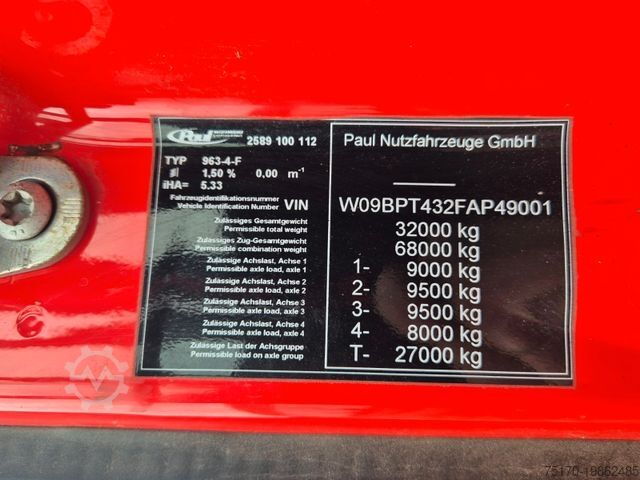 Paul 2589 100 112
TYP 963-4-F
1,50 % 0,00 m-1
iHA= 5.33
Fahrzeugidentifikationsnummer
Vehicle Identification Number VIN
Zulässiges Gesamtgewicht
Permissible total weight
Zulässiges Zug-Gesamtgewicht
Permissible combination weight
Zulässige Achslast, Achse 1
Permissible axle load, axle 1
Zulässige Achslast, Achse 2
Permissible axle load, axle 2
Zulässige Achslast, Achse 3
Permissible axle load, axle 3
Zulässige Achslast, Achse 4
Permissible axle load, axle 4
Zulässige Last der Achsgruppe
Permissible load on axle group
Paul Nutzfahrzeuge GmbH
W09BPT432FAP49001
32000 kg
68000 kg
1- 9000 kg
2- 9500 kg
3- 9500 kg
4- 8000 kg
T- 27000 kg
75170-19862485